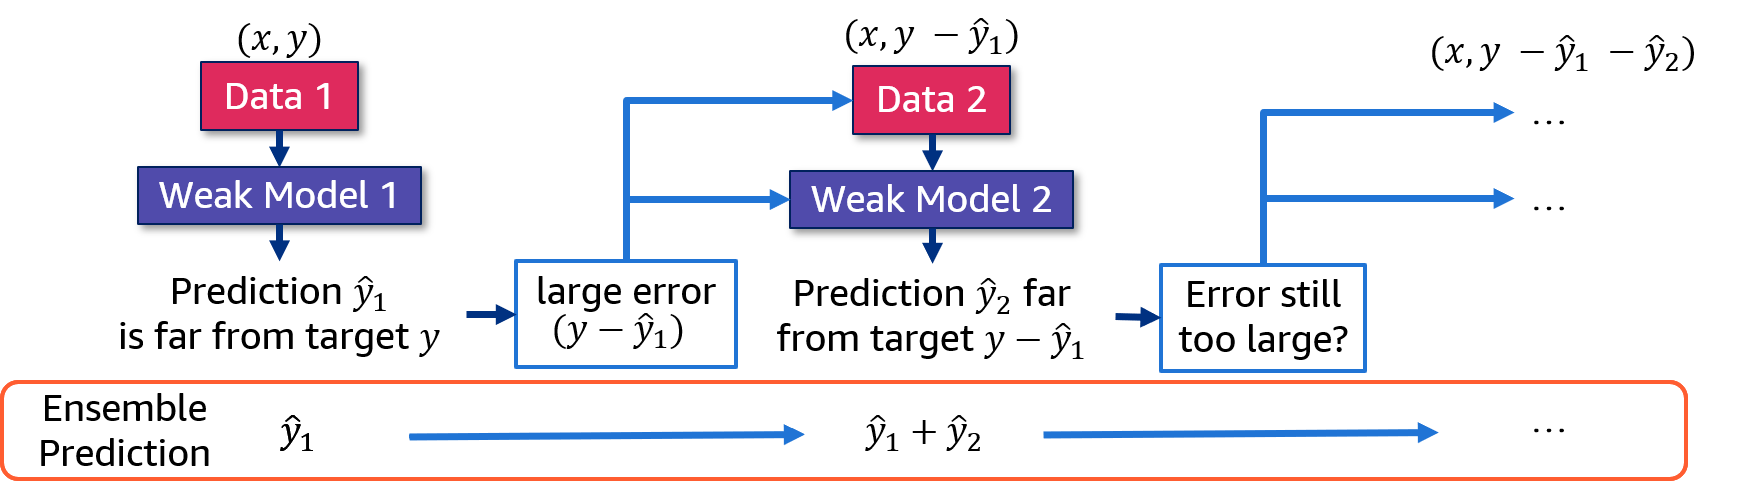 (x, y)
Data 1
Weak Model 1
Prediction ŷ₁
is far from target y
large error
(y − ŷ₁)
(x, y − ŷ₁)
Data 2
Weak Model 2
Prediction ŷ₂ far
from target y − ŷ₁
Error still
too large?
(x, y − ŷ₁ − ŷ₂)
...
...
Ensemble
Prediction
ŷ₁
ŷ₁ + ŷ₂
...